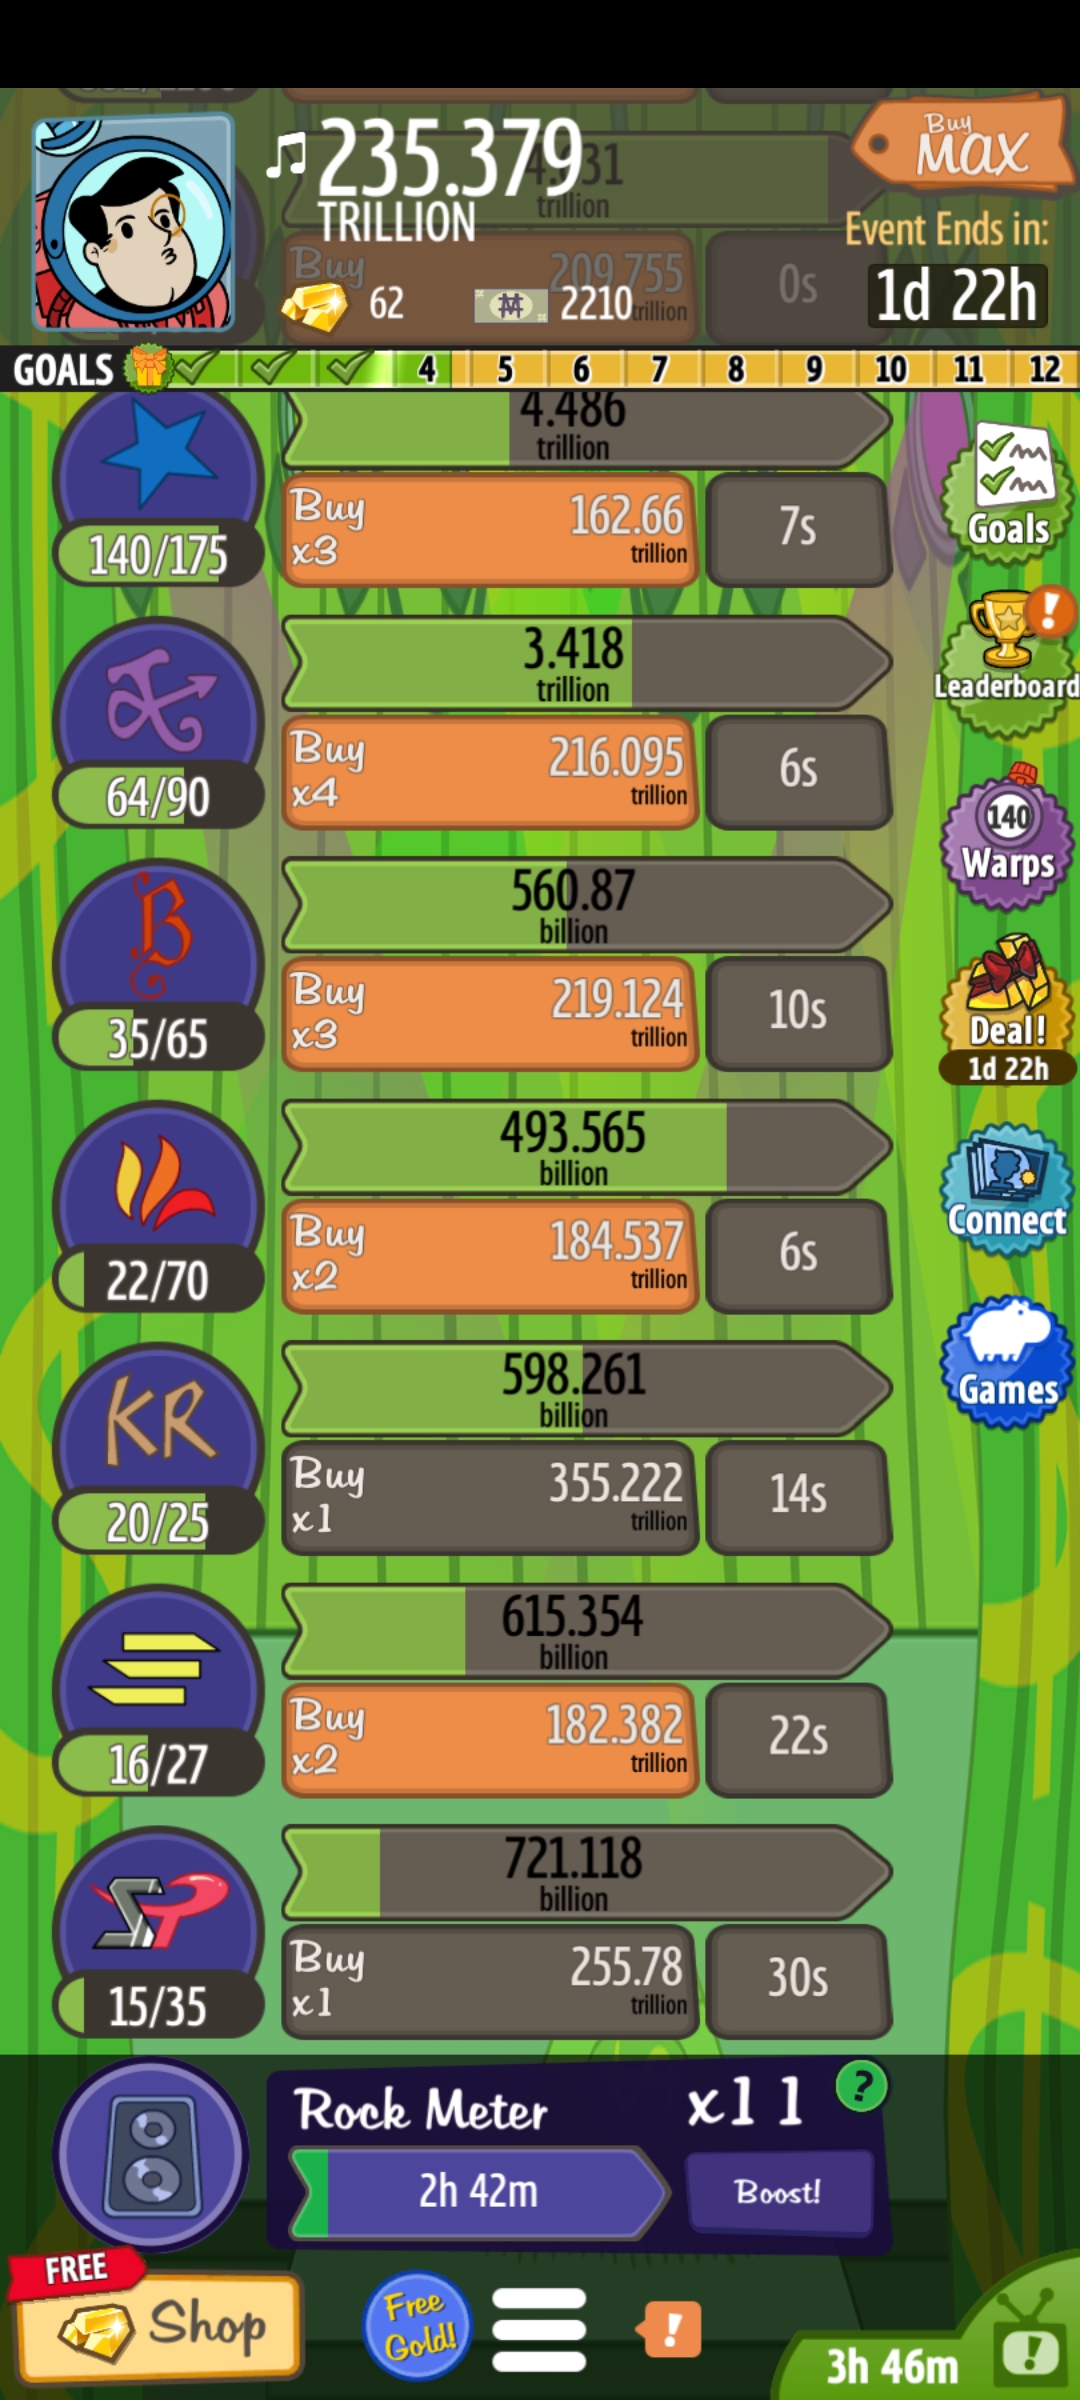 235.379
TRILLION
Buy
MAX
4.931
trillion
Event Ends in:
1d 22h
Buy
209.755
trillion
0s
62
2210
GOALS
4
5
6
7
8
9
10
11
12
4.486
trillion
Buy
x3
162.66
trillion
7s
140/175
Goals
3.418
trillion
Buy
x4
216.095
trillion
6s
64/90
Leaderboard
140
Warps
B
560.87
billion
Buy
x3
219.124
trillion
10s
35/65
Deal!
1d 22h
493.565
billion
Buy
x2
184.537
trillion
6s
22/70
Connect
KR
598.261
billion
Buy
x1
355.222
trillion
14s
20/25
Games
615.354
billion
Buy
x2
182.382
trillion
22s
16/27
721.118
billion
Buy
x1
255.78
trillion
30s
15/35
Rock Meter
x11
?
2h 42m
Boost!
FREE
Shop
Free
Gold!
!
3h 46m
!